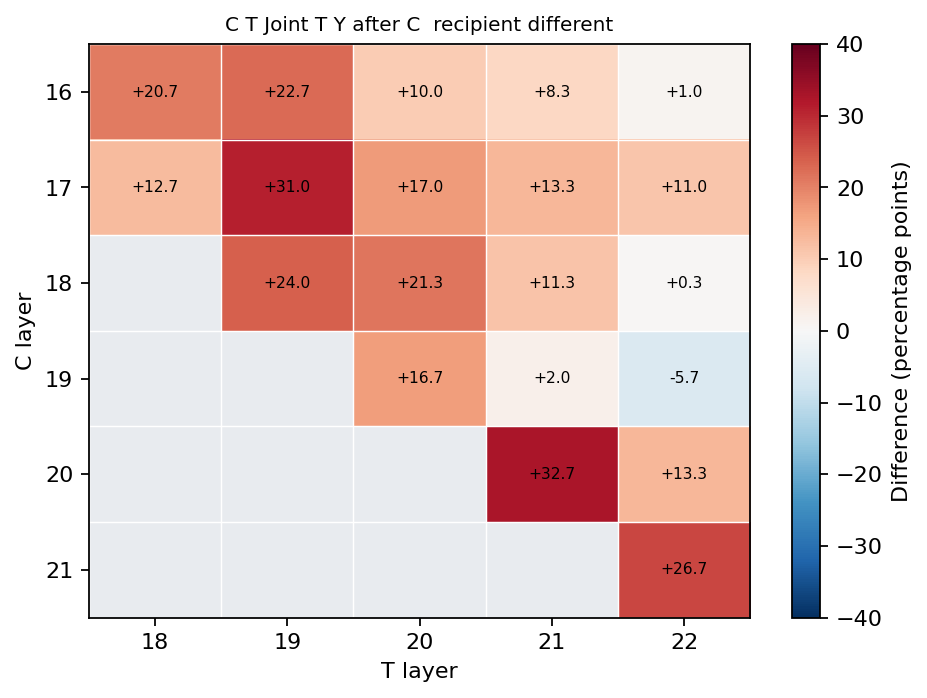 C T Joint T Y after C  recipient different
16 +20.7 +22.7 +10.0 +8.3 +1.0
17 +12.7 +31.0 +17.0 +13.3 +11.0
18 +24.0 +21.3 +11.3 +0.3
19 +16.7 +2.0 -5.7
20 +32.7 +13.3
21 +26.7
18 19 20 21 22
T layer
C layer
40
30
20
10
0
−10
−20
−30
−40
Difference (percentage points)